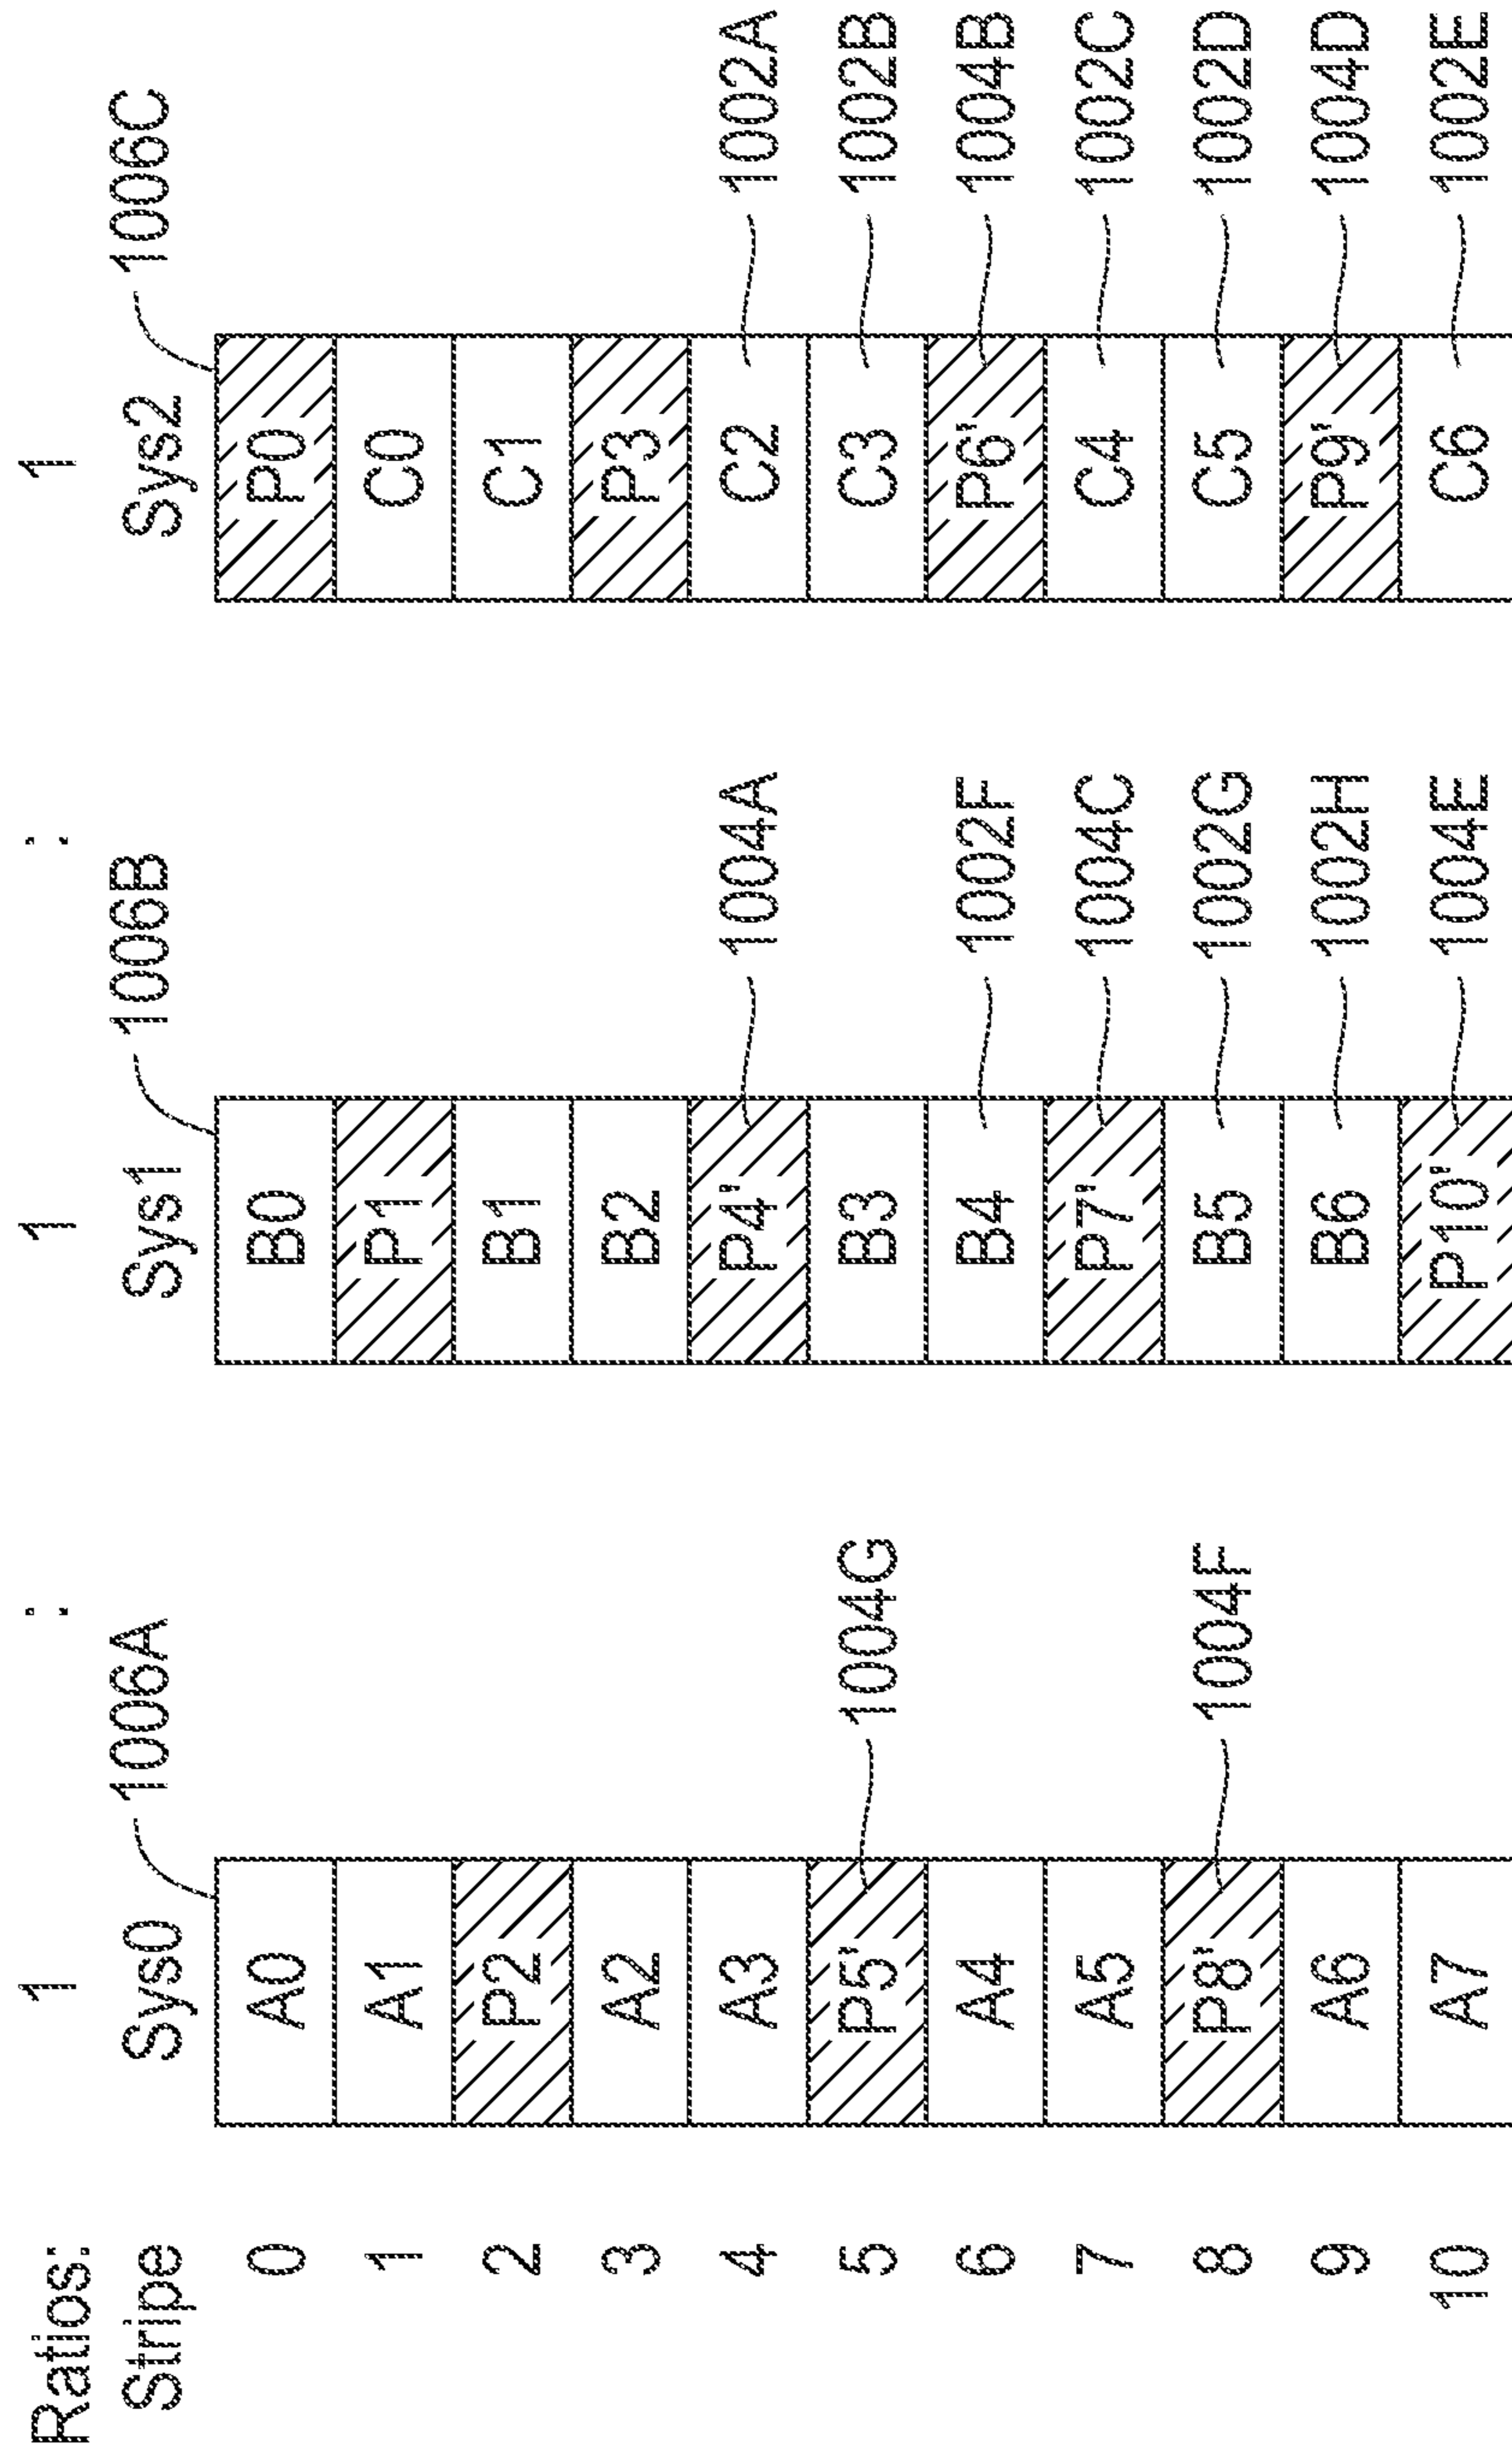 Ratios: 1 : 1 : 1
Stripe Sys0 1006A Sys1 1006B Sys2 1006C
0 A0 B0 P0
1 A1 P1 C0
2 P2 B1 C1
3 A2 B2 P3
4 A3 P4' 1004A C2 1002A
5 P5' 1004G B3 C3 1002B
6 A4 B4 1002F P6' 1004B
7 A5 P7' 1004C C4 1002C
8 P8' 1004F B5 1002G C5 1002D
9 A6 B6 1002H P9' 1004D
10 A7 P10' 1004E C6 1002E